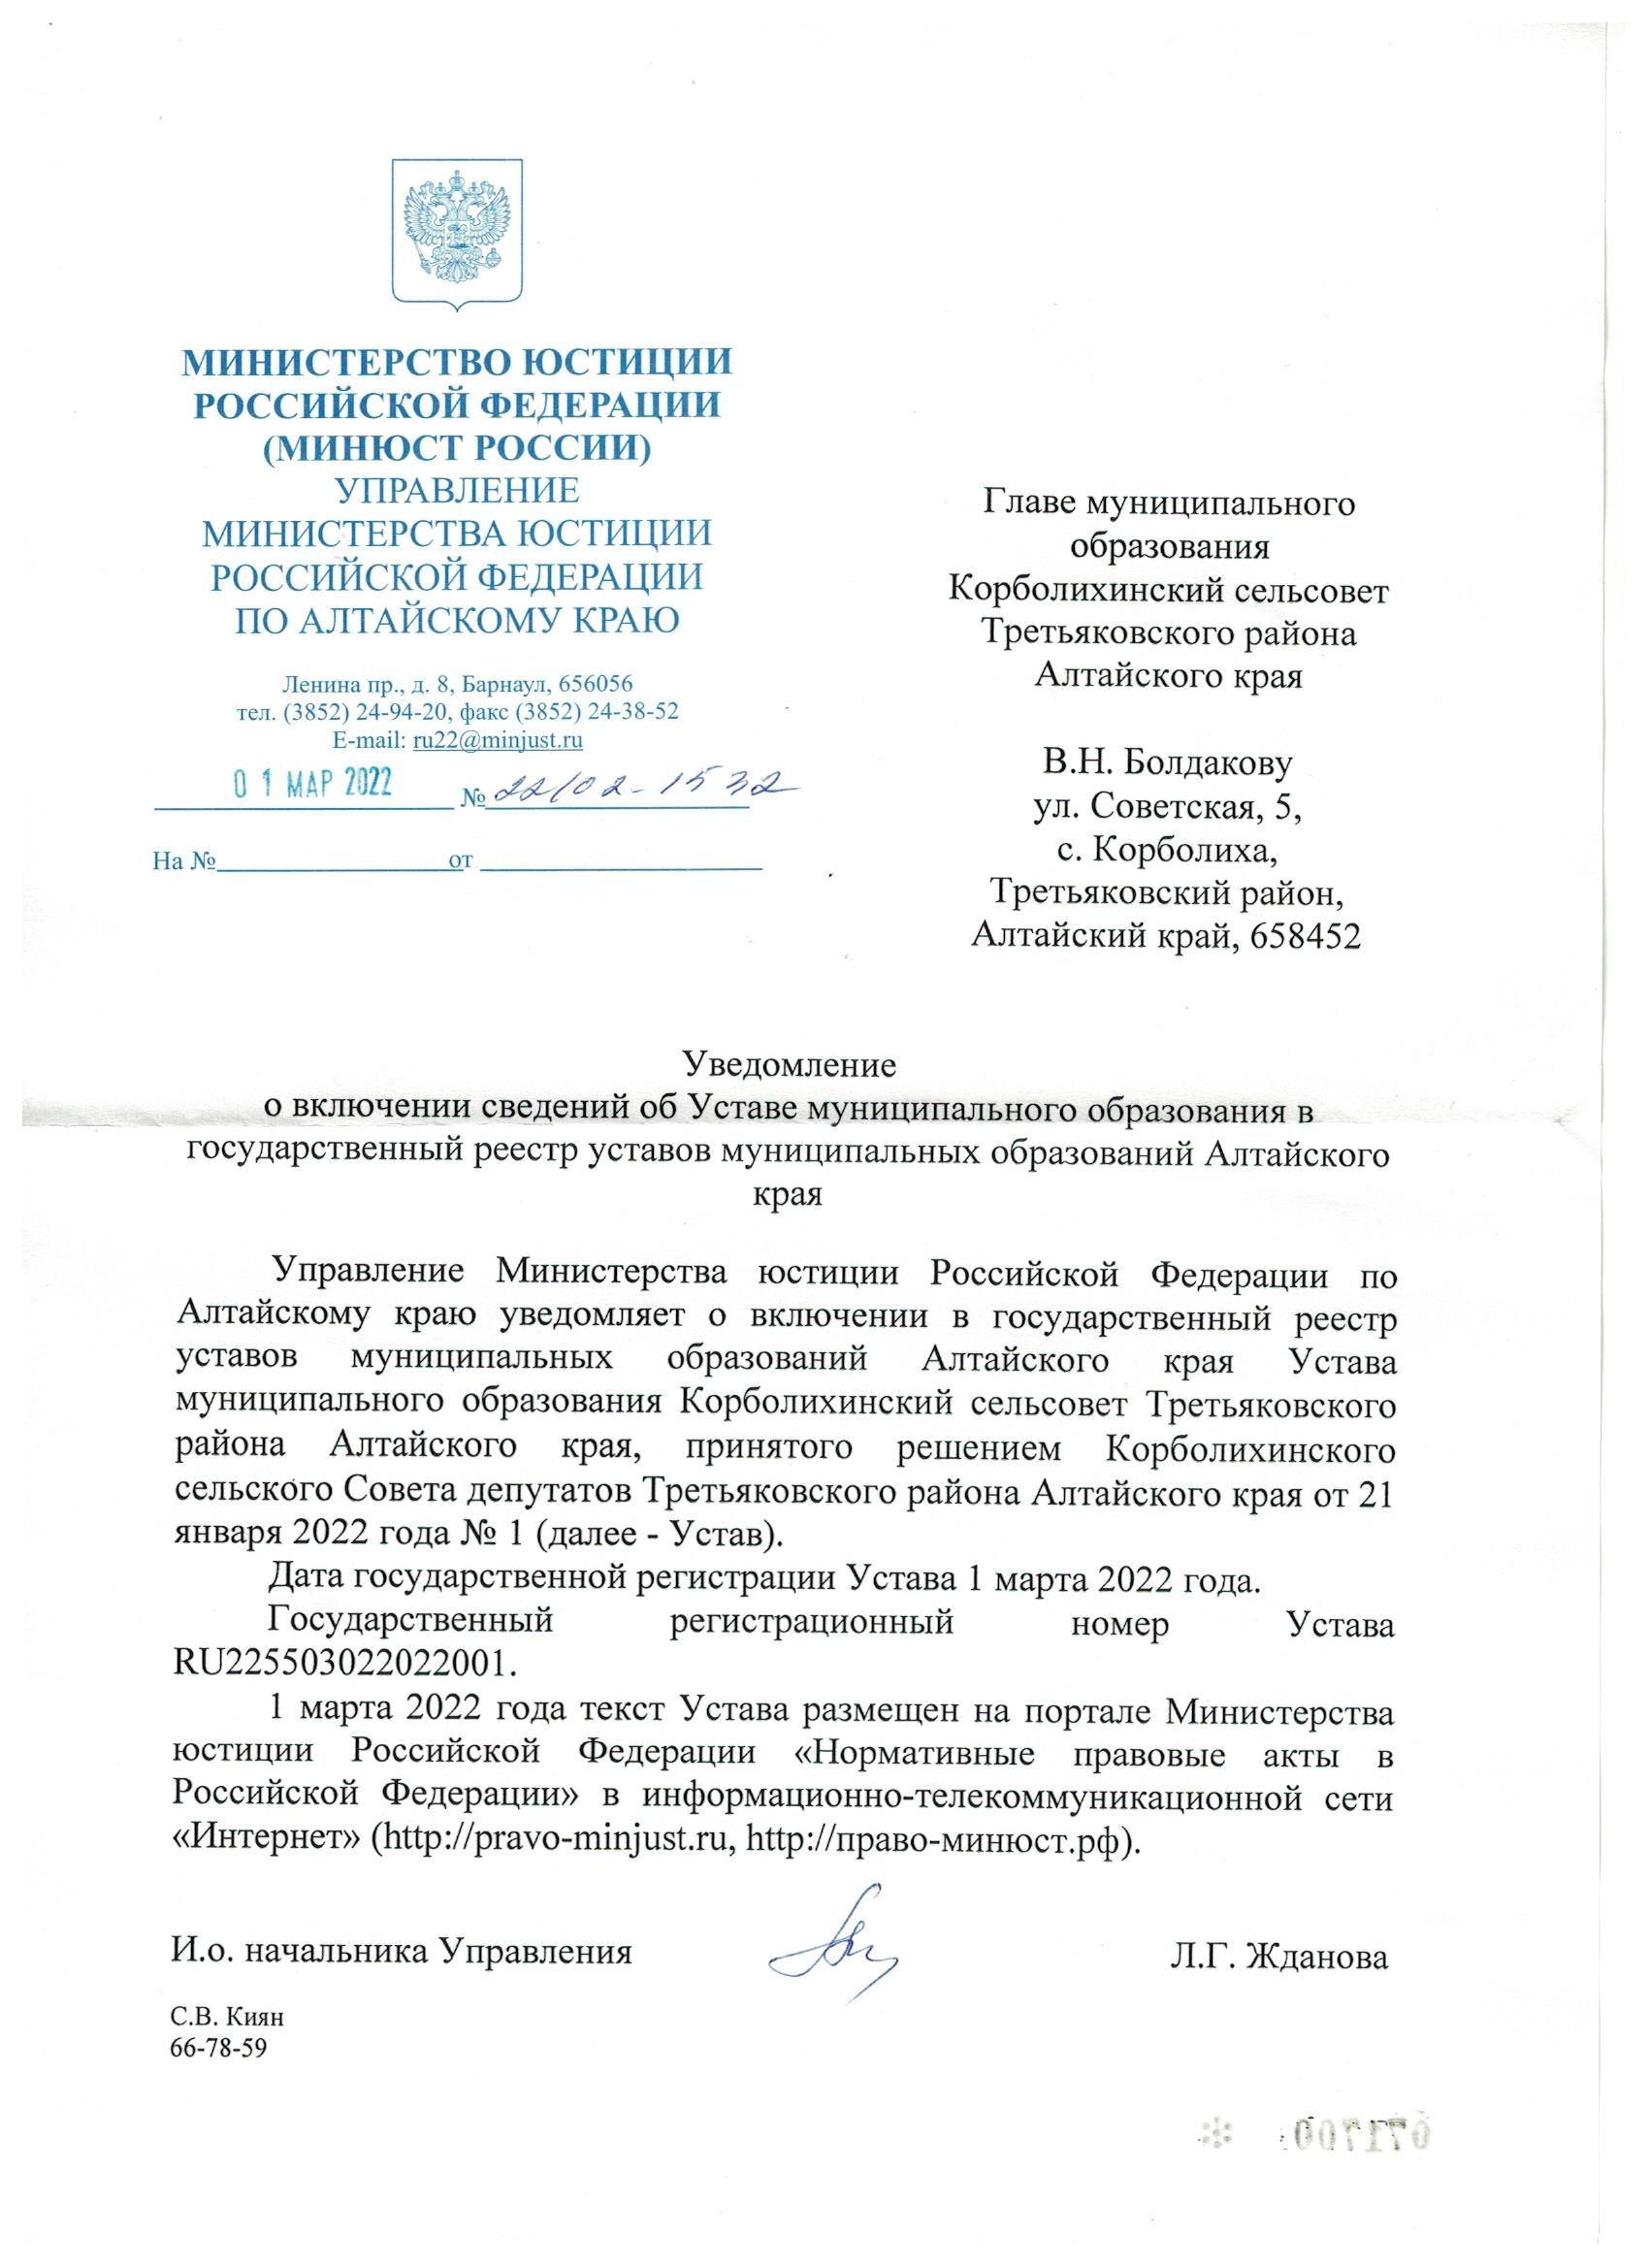 МИНИСТЕРСТВО ЮСТИЦИИ
РОССИЙСКОЙ ФЕДЕРАЦИИ
(МИНЮСТ РОССИИ)
УПРАВЛЕНИЕ
МИНИСТЕРСТВА ЮСТИЦИИ
РОССИЙСКОЙ ФЕДЕРАЦИИ
ПО АЛТАЙСКОМУ КРАЮ
Ленина пр., д. 8, Барнаул, 656056
тел. (3852) 24-94-20, факс (3852) 24-38-52
E-mail: ru22@minjust.ru
01 МАР 2022 № 22/02-1532
На № от
Главе муниципального
образования
Корболихинский сельсовет
Третьяковского района
Алтайского края
В.Н. Болдакову
ул. Советская, 5,
с. Корболиха,
Третьяковский район,
Алтайский край, 658452
Уведомление
о включении сведений об Уставе муниципального образования в
государственный реестр уставов муниципальных образований Алтайского
края
Управление Министерства юстиции Российской Федерации по
Алтайскому краю уведомляет о включении в государственный реестр
уставов муниципальных образований Алтайского края Устава
муниципального образования Корболихинский сельсовет Третьяковского
района Алтайского края, принятого решением Корболихинского
сельского Совета депутатов Третьяковского района Алтайского края от 21
января 2022 года № 1 (далее - Устав).
Дата государственной регистрации Устава 1 марта 2022 года.
Государственный регистрационный номер Устава
RU225503022022001.
1 марта 2022 года текст Устава размещен на портале Министерства
юстиции Российской Федерации «Нормативные правовые акты в
Российской Федерации» в информационно-телекоммуникационной сети
«Интернет» (http://pravo-minjust.ru, http://право-минюст.рф).
И.о. начальника Управления Л.Г. Жданова
С.В. Киян
66-78-59